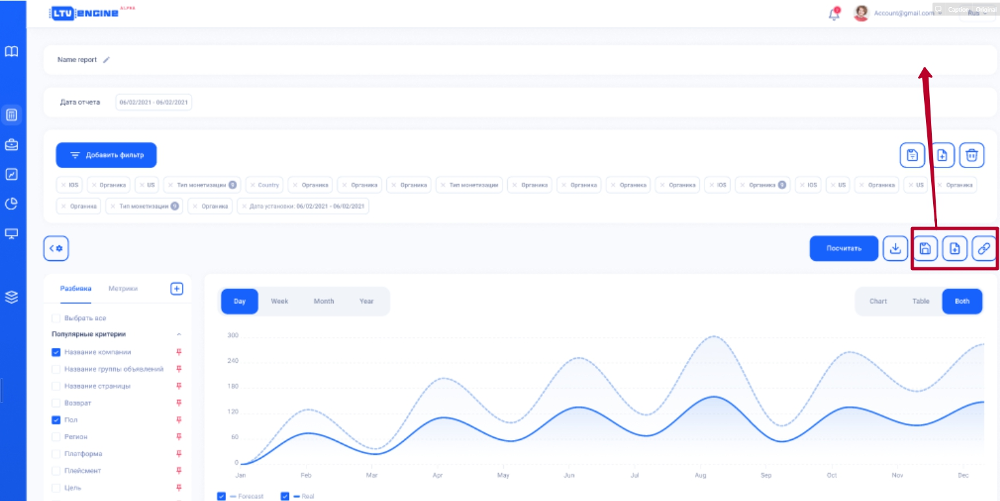 LTV ENGINE ALPHA
Account@gmail.com Caption Original
Rus
Name report
Дата отчета 06/02/2021 - 06/02/2021
Добавить фильтр
IOS Органика US Тип монетизации 9 Country Органика Органика Органика Тип монетизации Органика Органика Органика Органика IOS Органика 9 IOS US Органика US Органика
Органика Тип монетизации 9 Органика Дата установки: 06/02/2021 - 06/02/2021
Посчитать
Разбивка Метрики
Day Week Month Year Chart Table Both
Выбрать все
Популярные критерии
Название компании
Название группы объявлений
Название страницы
Возврат
Пол
Регион
Платформа
Плейсмент
Цель
300
240
180
120
60
0
Jan Feb Mar Apr May Jun Jul Aug Sep Oct Nov Dec
Forecast Real